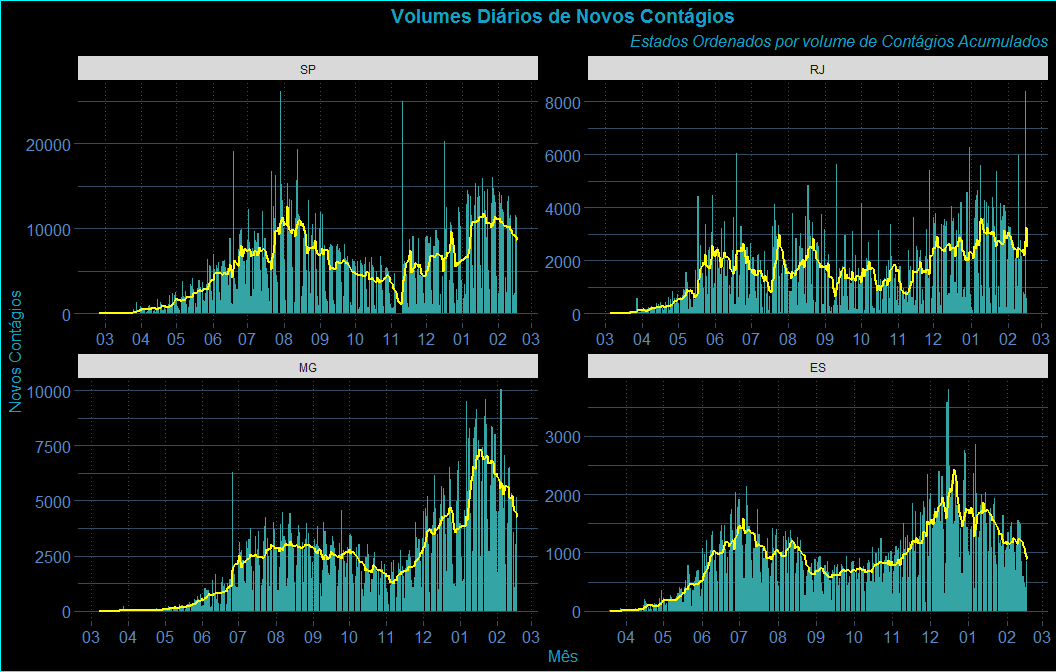 Volumes Diários de Novos Contágios
Estados Ordenados por volume de Contágios Acumulados
SP
20000
10000
0
03 04 05 06 07 08 09 10 11 12 01 02 03
RJ
8000
6000
4000
2000
0
03 04 05 06 07 08 09 10 11 12 01 02 03
Novos Contágios
MG
10000
7500
5000
2500
0
03 04 05 06 07 08 09 10 11 12 01 02 03
ES
3000
2000
1000
0
04 05 06 07 08 09 10 11 12 01 02 03
Mês